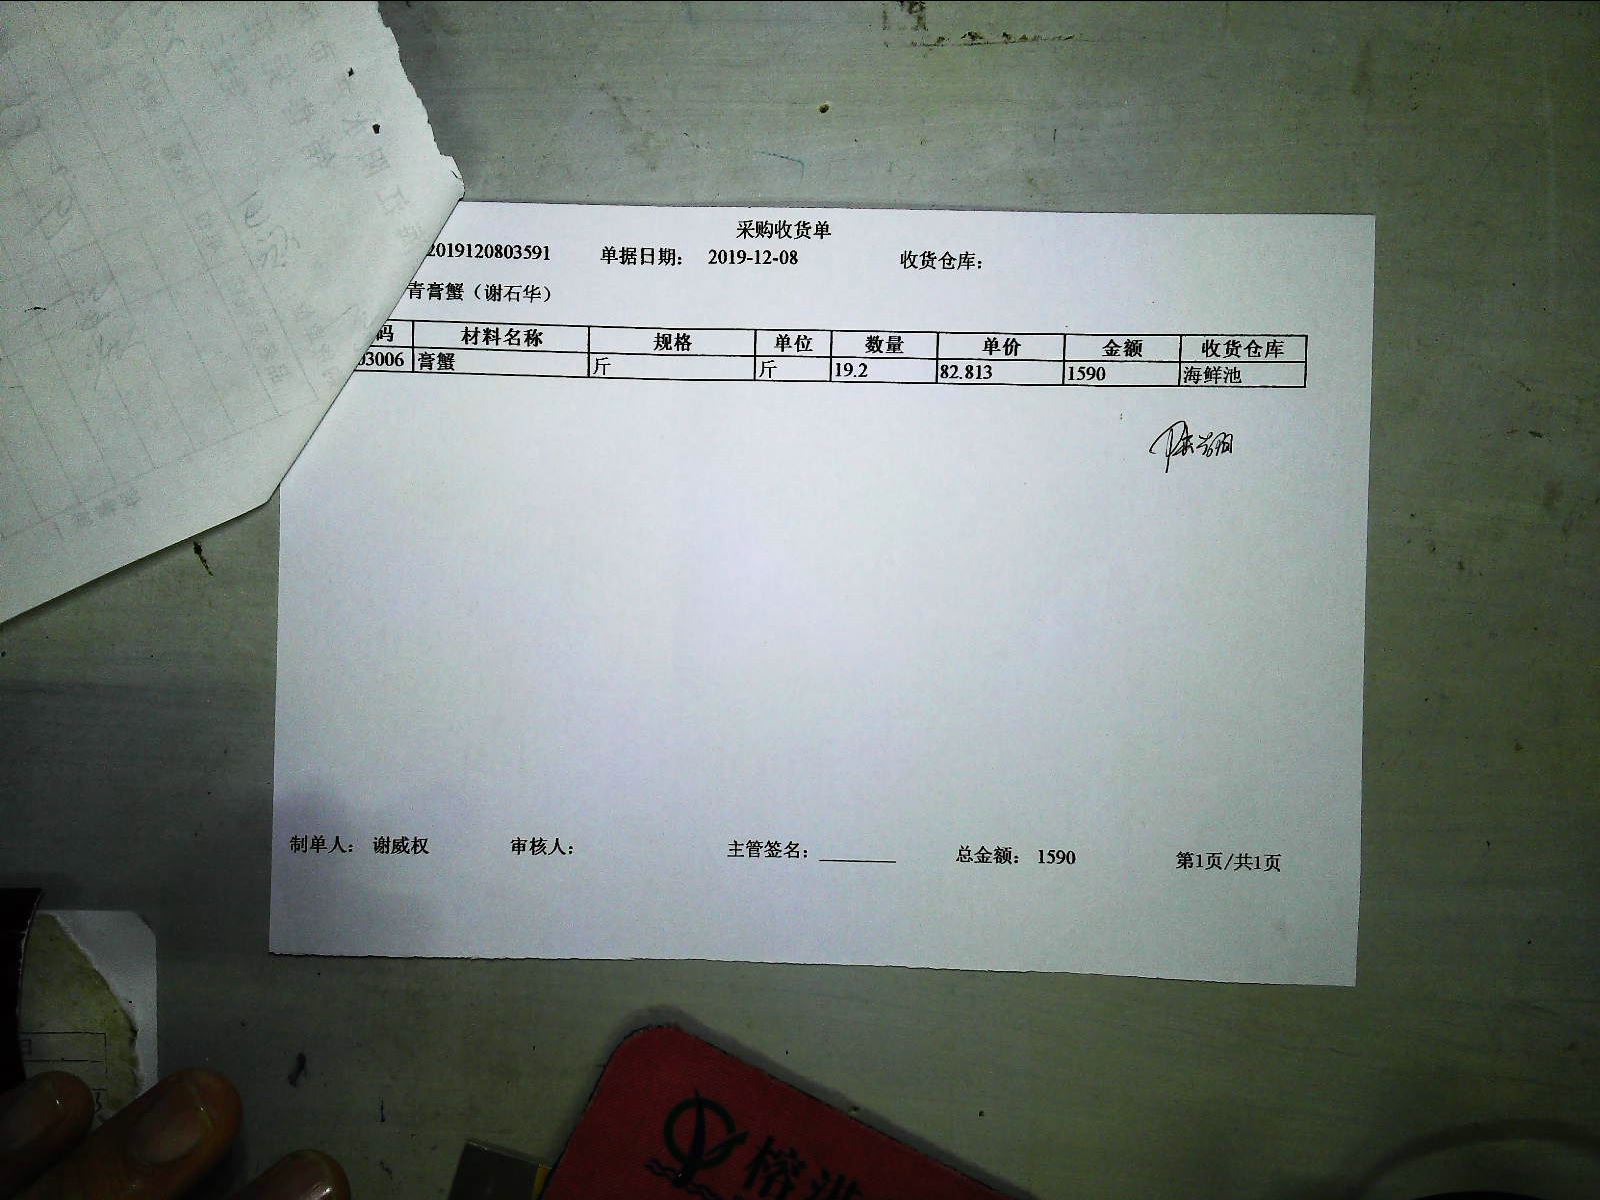 采购收货单
2019120803591 单据日期： 2019-12-08 收货仓库：
青膏蟹（谢石华）
码 材料名称 规格 单位 数量 单价 金额 收货仓库
03006 膏蟹 斤 斤 19.2 82.813 1590 海鲜池
制单人： 谢威权 审核人： 主管签名：________ 总金额： 1590 第1页/共1页